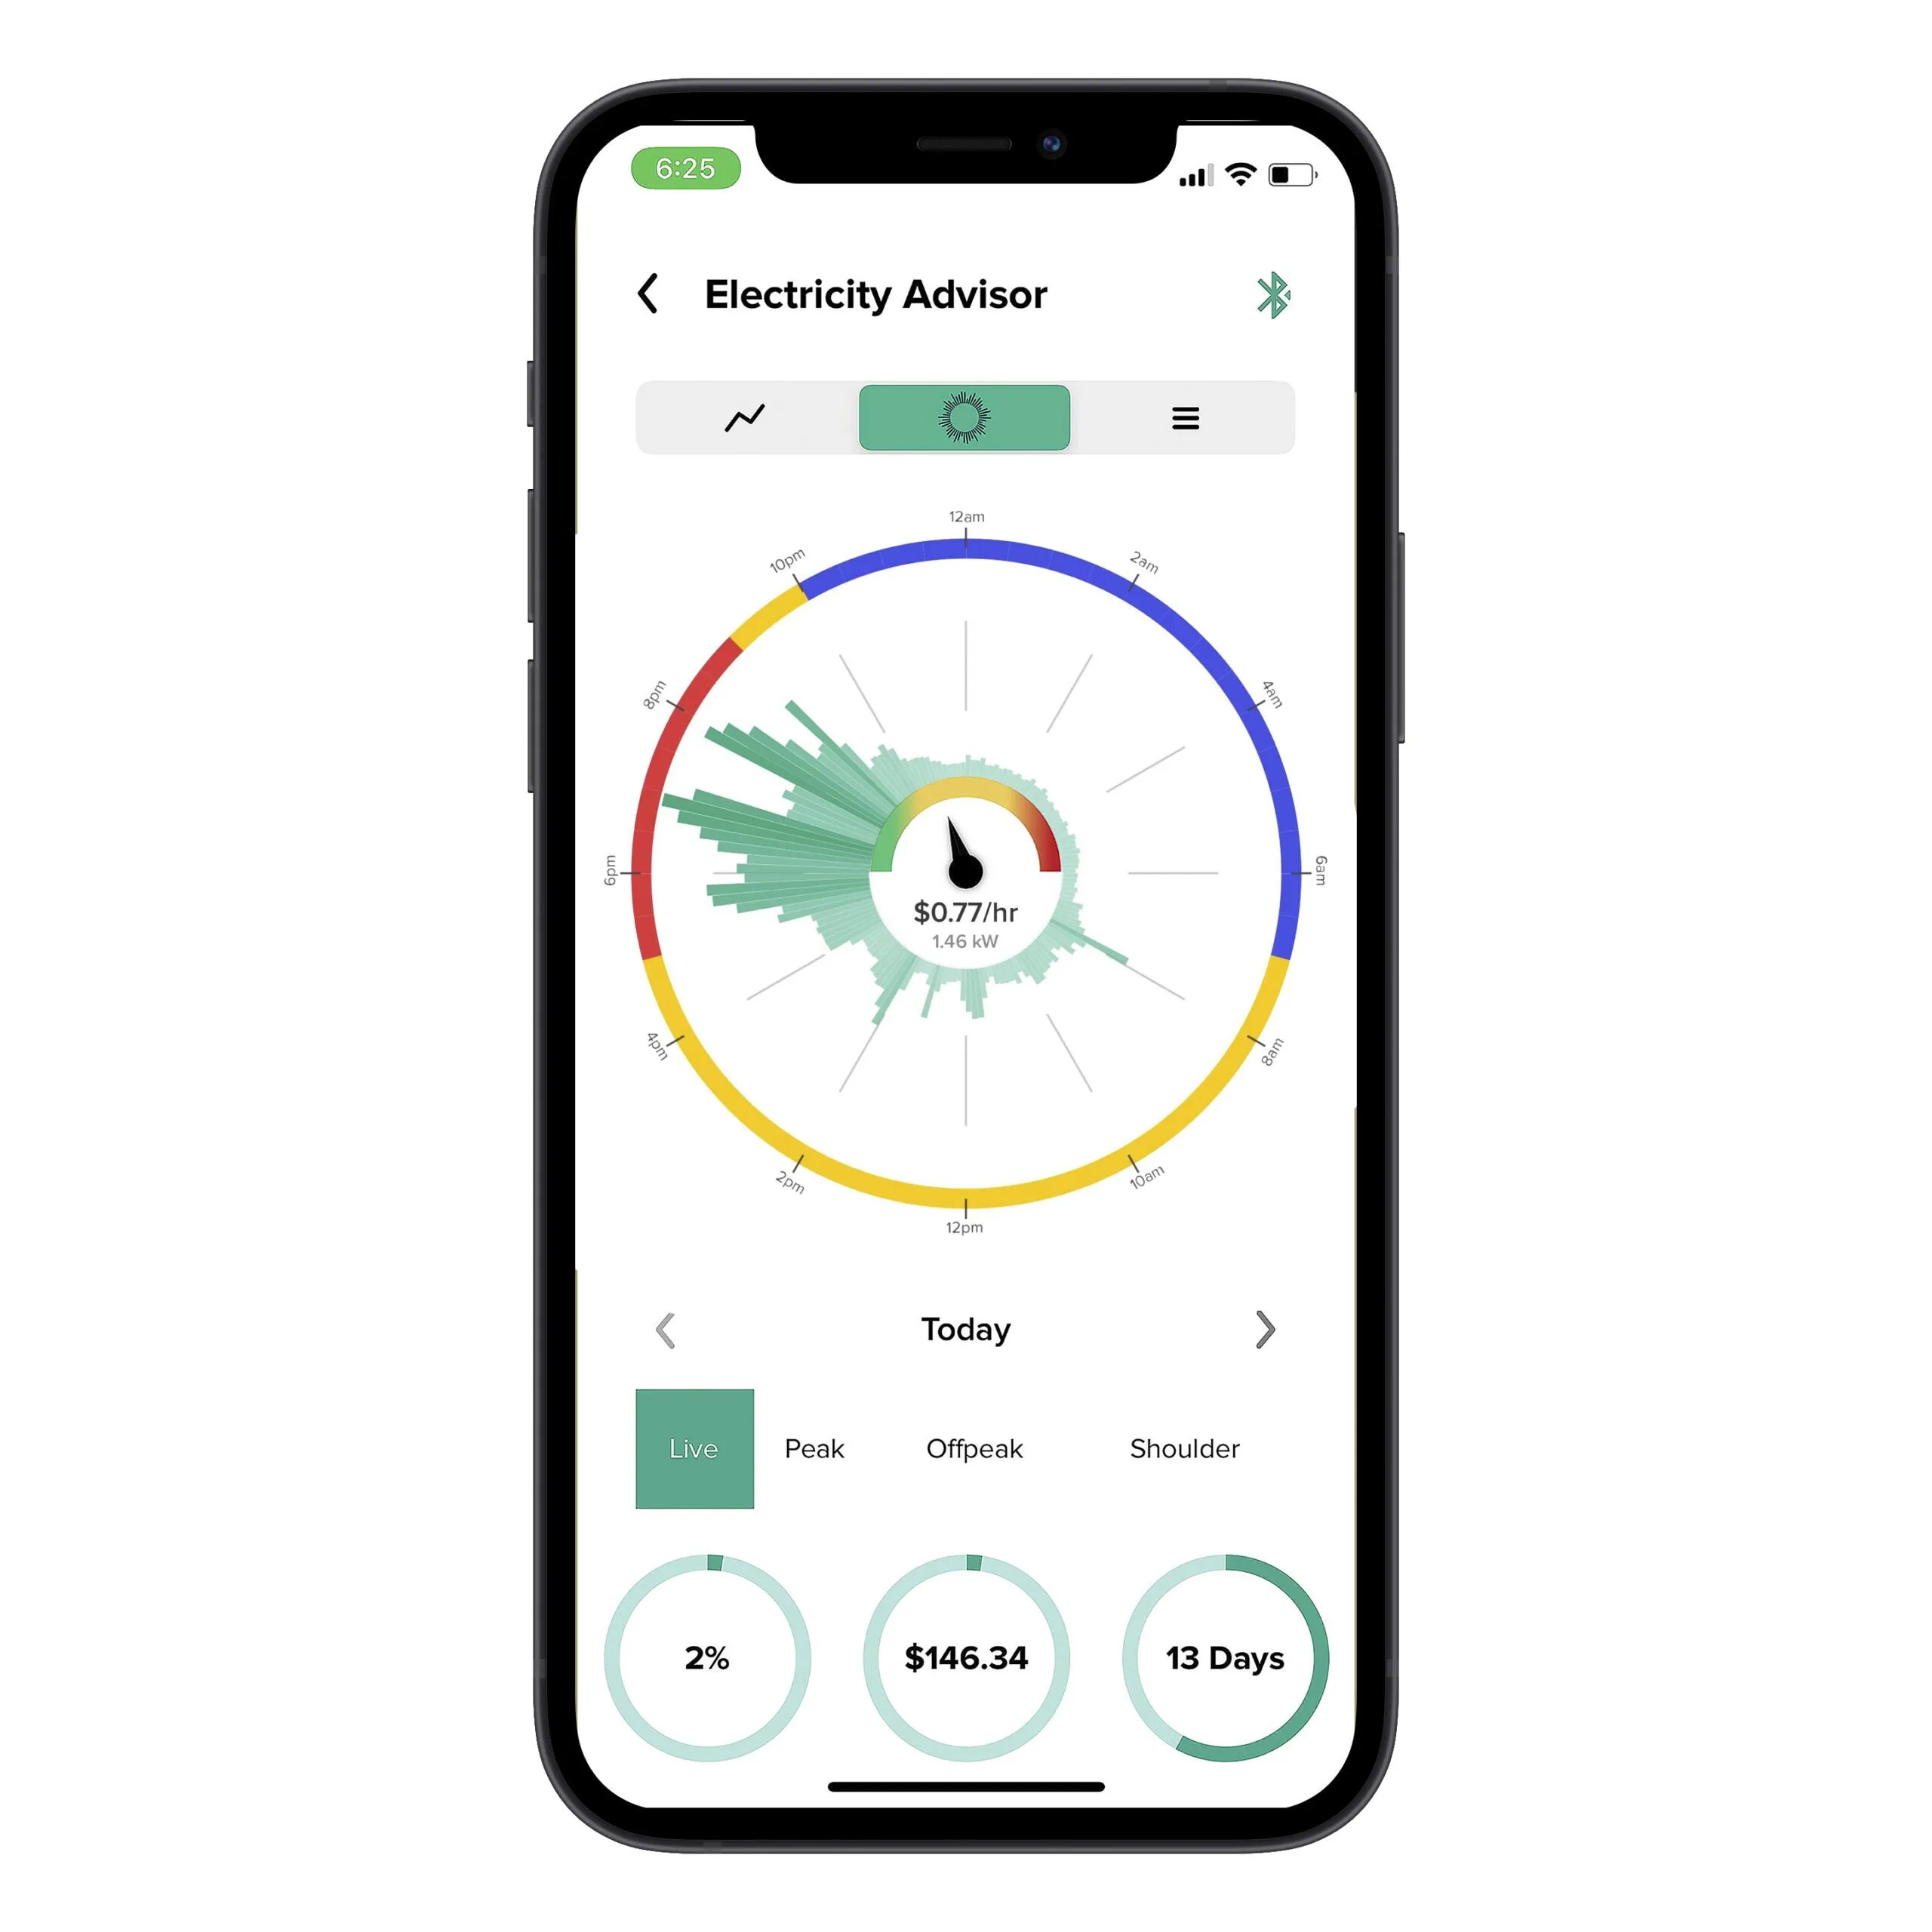 6:25
Electricity Advisor
12am
2am
4am
6am
8am
10am
12pm
2pm
4pm
6pm
8pm
10pm
$0.77/hr
1.46 kW
Today
Live Peak Offpeak Shoulder
2% $146.34 13 Days